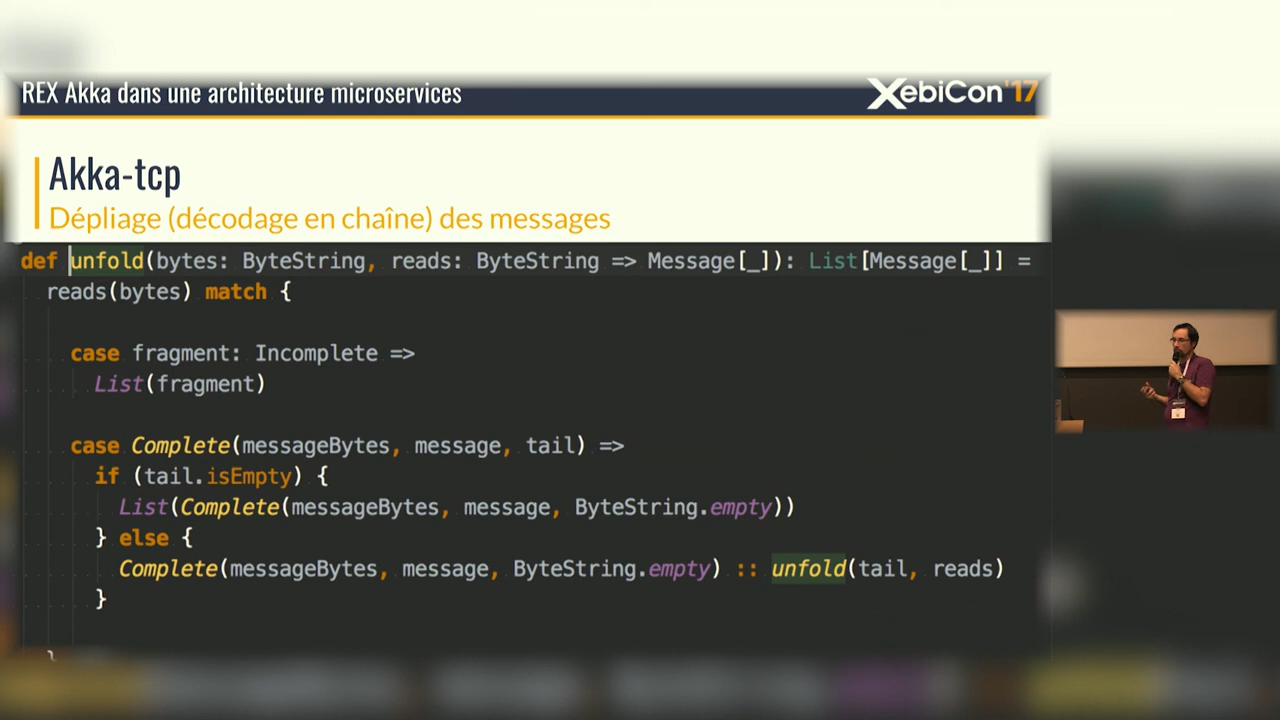 REX Akka dans une architecture microservices
XebiCon'17
Akka-tcp
Dépliage (décodage en chaîne) des messages
def unfold(bytes: ByteString, reads: ByteString => Message[_]): List[Message[_]] =
reads(bytes) match {
case fragment: Incomplete =>
List(fragment)
case Complete(messageBytes, message, tail) =>
if (tail.isEmpty) {
List(Complete(messageBytes, message, ByteString.empty))
} else {
Complete(messageBytes, message, ByteString.empty) :: unfold(tail, reads)
}
}